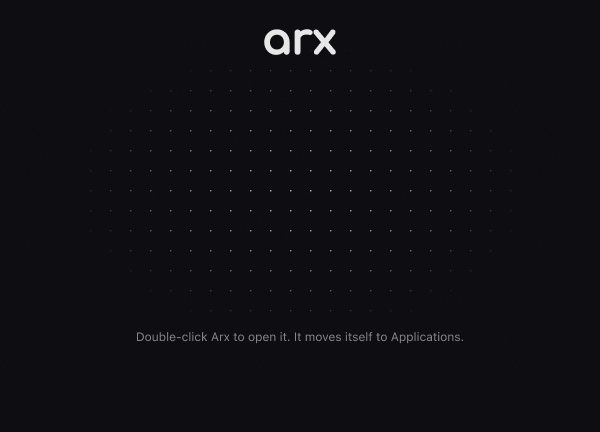 arx
Double-click Arx to open it. It moves itself to Applications.